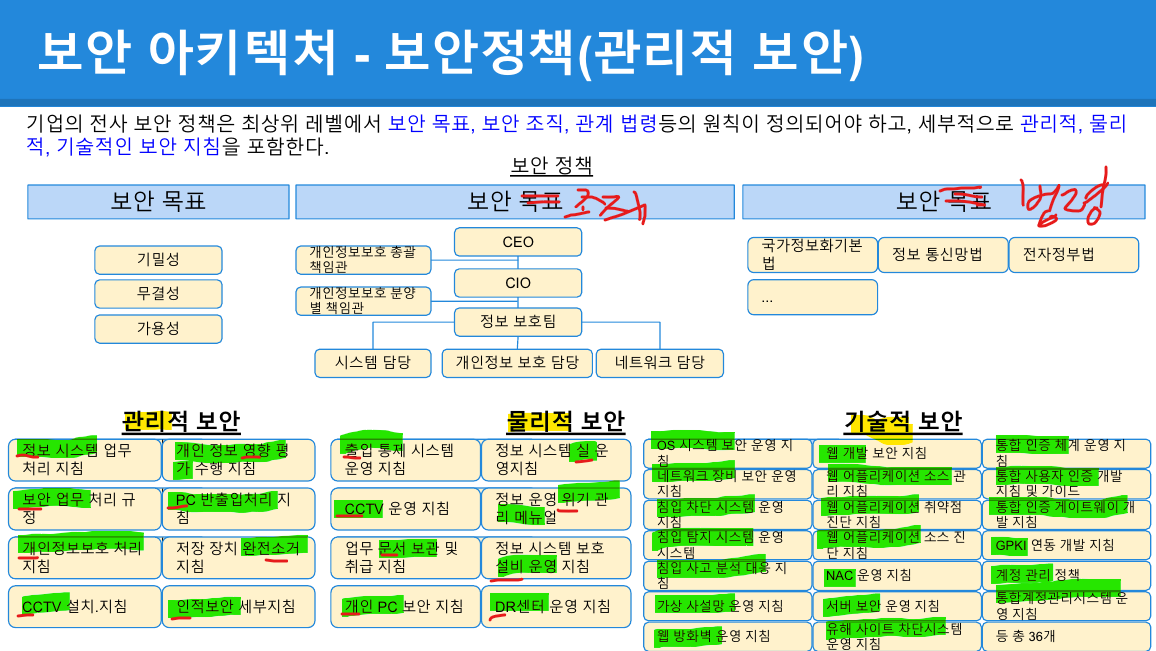 보안 아키텍처 - 보안정책(관리적 보안)
기업의 전사 보안 정책은 최상위 레벨에서 보안 목표, 보안 조직, 관계 법령등의 원칙이 정의되어야 하고, 세부적으로 관리적, 물리
적, 기술적인 보안 지침을 포함한다.
보안 정책
보안 목표
보안 목표 조직
보안 목표 법령
기밀성
무결성
가용성
개인정보보호 총괄
책임관
개인정보보호 분양
별 책임관
CEO
CIO
정보 보호팀
시스템 담당
개인정보 보호 담당
네트워크 담당
국가정보화기본
법
정보 통신망법
전자정부법
...
관리적 보안
정보 시스템 업무
처리 지침
개인 정보 영향 평
가 수행 지침
보안 업무 처리 규
정
PC 반출입처리 지
침
개인정보보호 처리
지침
저장 장치 완전소거
지침
CCTV 설치.지침
인적보안 세부지침
물리적 보안
출입 통제 시스템
운영 지침
정보 시스템 실 운
영지침
CCTV 운영 지침
정보 운영 위기 관
리 메뉴얼
업무 문서 보관 및
취급 지침
정보 시스템 보호
설비 운영 지침
개인 PC 보안 지침
DR센터 운영 지침
기술적 보안
OS 시스템 보안 운영 지
침
웹 개발 보안 지침
통합 인증 체계 운영 지
침
네트워크 장비 보안 운영
지침
웹 어플리케이션 소스 관
리 지침
통합 사용자 인증 개발
지침 및 가이드
침입 차단 시스템 운영
지침
웹 어플리케이션 취약점
진단 지침
통합 인증 게이트웨이 개
발 지침
침입 탐지 시스템 운영
시스템
웹 어플리케이션 소스 진
단 지침
GPKI 연동 개발 지침
침입 사고 분석 대응 지
침
NAC 운영 지침
계정 관리 정책
가상 사설망 운영 지침
서버 보안 운영 지침
통합계정관리시스템 운
영 지침
웹 방화벽 운영 지침
유해 사이트 차단시스템
운영 지침
등 총 36개